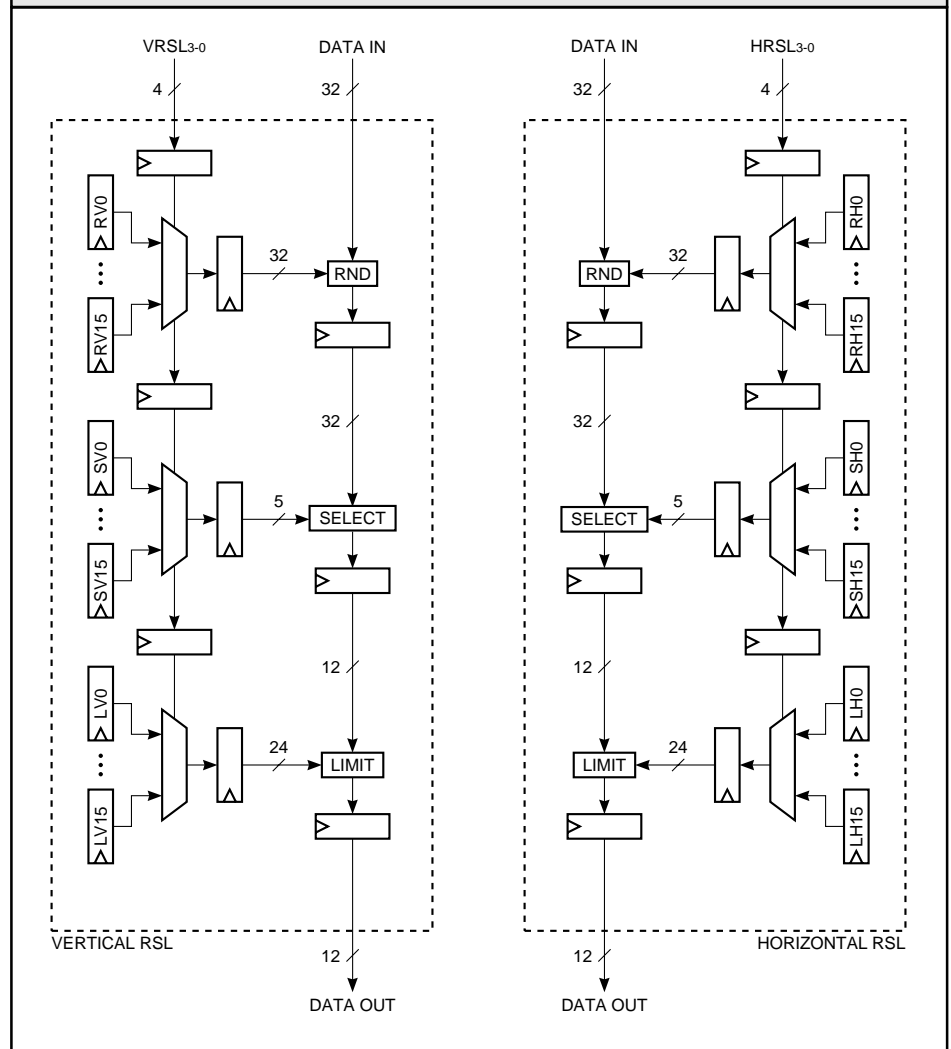 VRSL3-0 DATA IN DATA IN HRSL3-0
4 32 32 4
RV0 RH0
32 32
RND RND
RV15 RH15
32 32
SV0 SH0
5 5
SELECT SELECT
SV15 SH15
12 12
LV0 LH0
24 24
LIMIT LIMIT
LV15 LH15
VERTICAL RSL HORIZONTAL RSL
12 12
DATA OUT DATA OUT